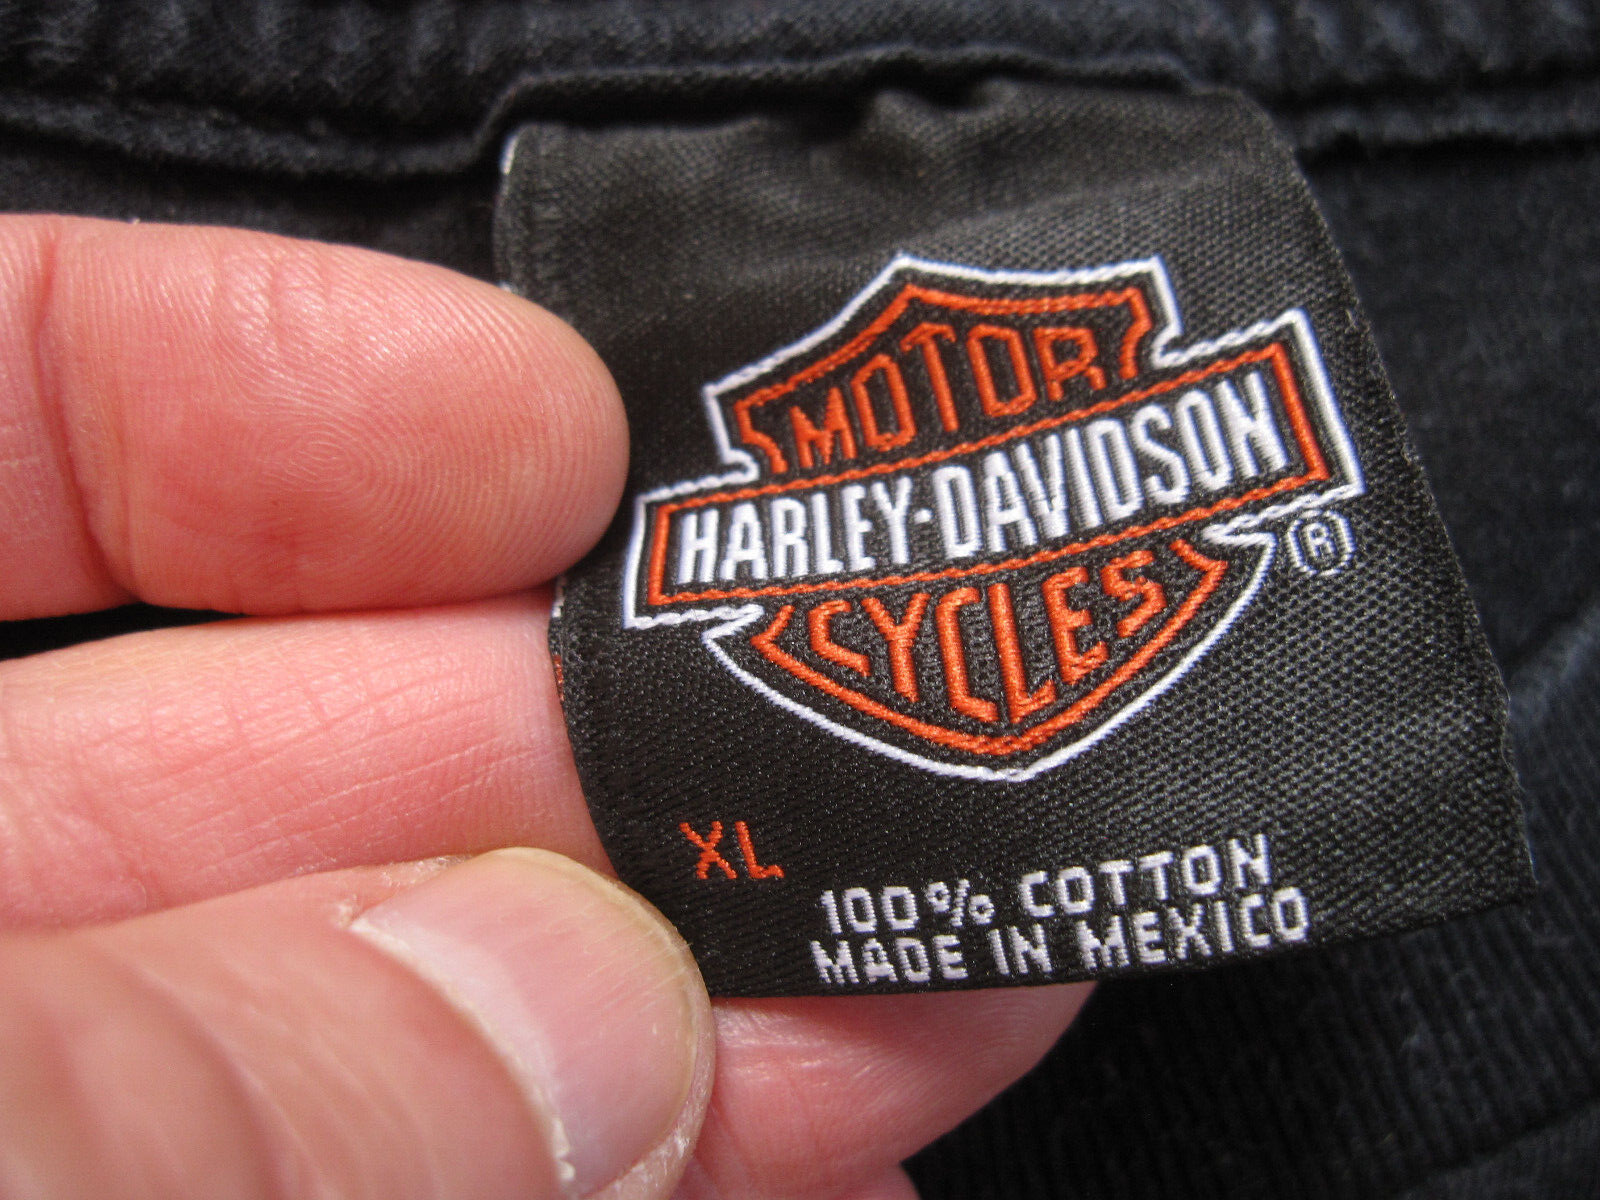 MOTOR
HARLEY-DAVIDSON
CYCLES
®
XL
100% COTTON
MADE IN MEXICO